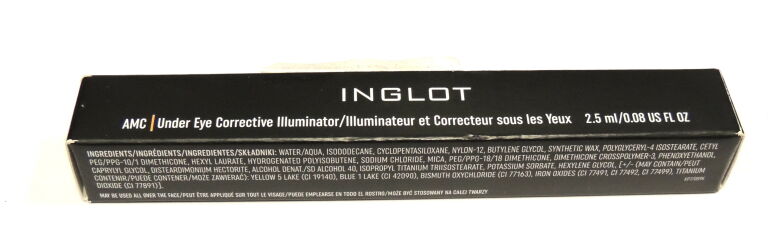 INGLOT
AMC | Under Eye Corrective Illuminator/Illuminateur et Correcteur sous les Yeux 2.5 ml/0.08 US FL OZ
INGREDIENTS/INGRÉDIENTS/INGREDIENTES/SKŁADNIKI: WATER/AQUA, ISODODECANE, CYCLOPENTASILOXANE, NYLON-12, BUTYLENE GLYCOL, SYNTHETIC WAX, POLYGLYCERYL-4 ISOSTEARATE, CETYL
PEG/PPG-10/1 DIMETHICONE, HEXYL LAURATE, HYDROGENATED POLYISOBUTENE, SODIUM CHLORIDE, MICA, PEG/PPG-18/18 DIMETHICONE, DIMETHICONE CROSSPOLYMER-3, PHENOXYETHANOL,
CAPRYLYL GLYCOL, DISTEARDIMONIUM HECTORITE, ALCOHOL DENAT./SD ALCOHOL 40, ISOPROPYL TITANIUM TRIISOSTEARATE, POTASSIUM SORBATE, HEXYLENE GLYCOL, [+/- (MAY CONTAIN/PEUT
CONTENIR/PUEDE CONTENER/MOŻE ZAWIERAĆ): YELLOW 5 LAKE (CI 19140), BLUE 1 LAKE (CI 42090), BISMUTH OXYCHLORIDE (CI 77163), IRON OXIDES (CI 77491, CI 77492, CI 77499), TITANIUM
DIOXIDE (CI 77891)].
MAY BE USED ALL OVER THE FACE/PEUT ÊTRE APPLIQUÉ SUR TOUT LE VISAGE/PUEDE EMPLEARSE EN TODO EL ROSTRO/MOŻE BYĆ STOSOWANY NA CAŁEJ TWARZY